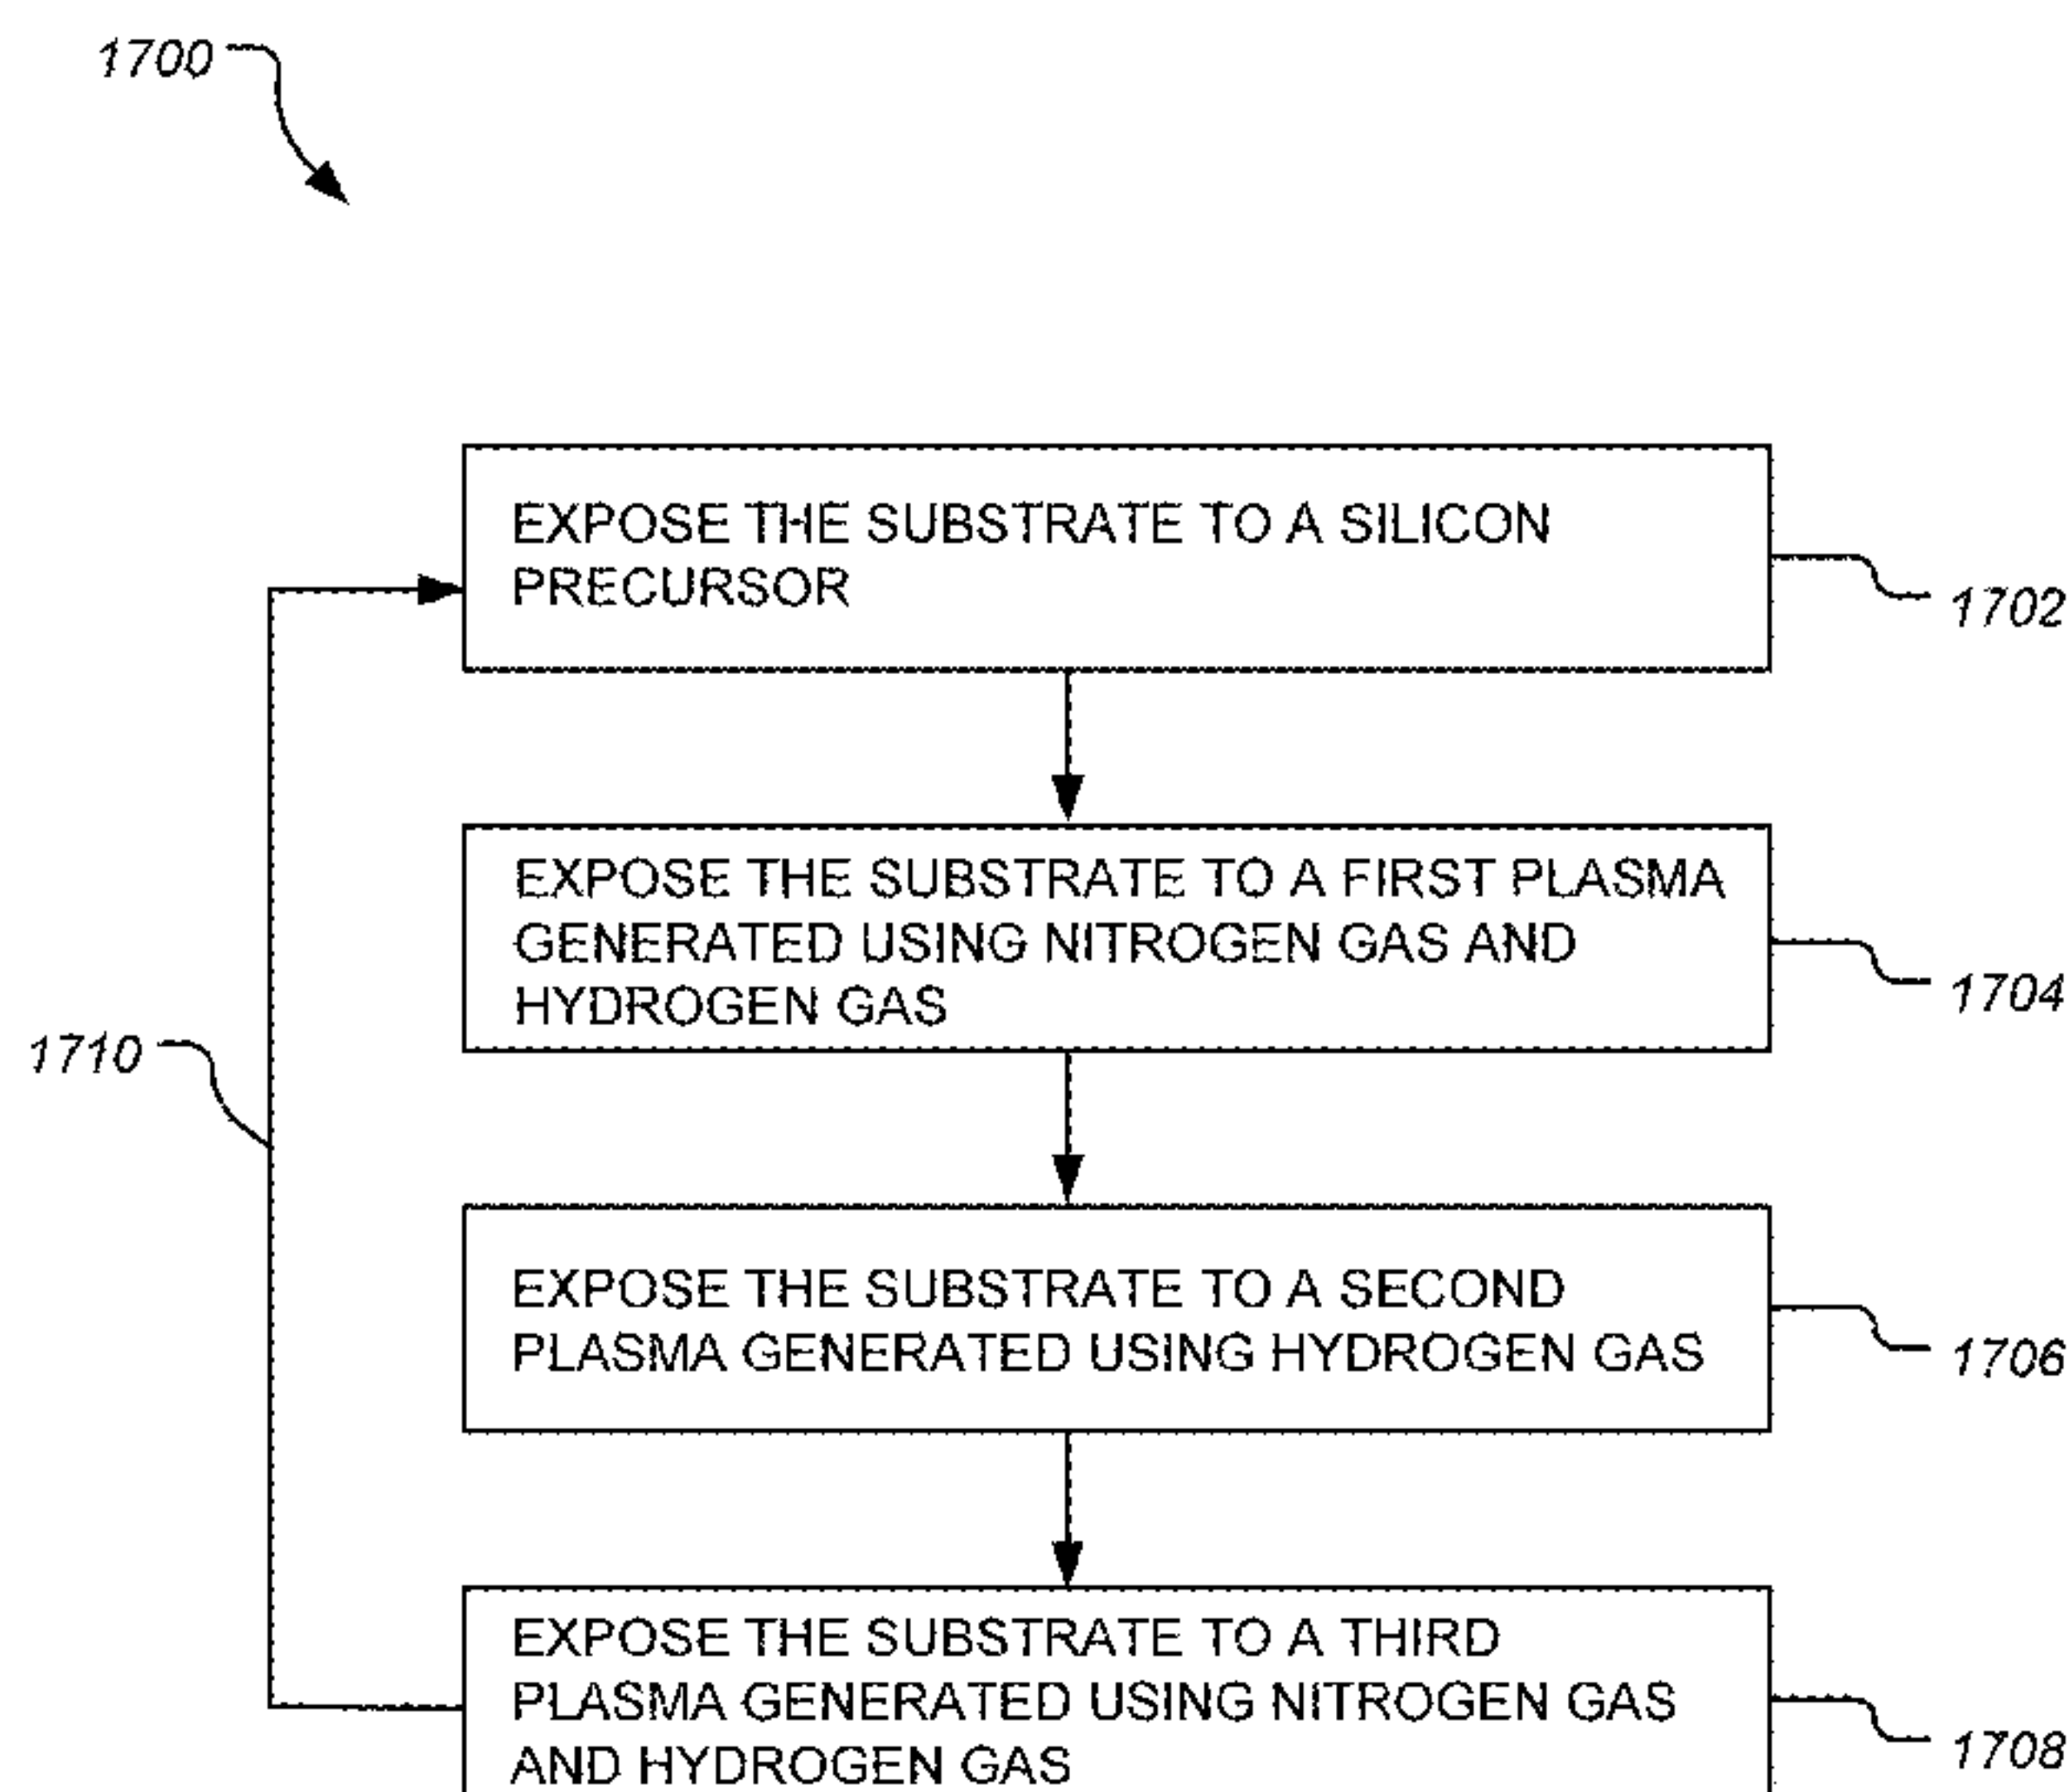 1700
EXPOSE THE SUBSTRATE TO A SILICON
PRECURSOR
1702
EXPOSE THE SUBSTRATE TO A FIRST PLASMA
GENERATED USING NITROGEN GAS AND
HYDROGEN GAS
1704
1710
EXPOSE THE SUBSTRATE TO A SECOND
PLASMA GENERATED USING HYDROGEN GAS
1706
EXPOSE THE SUBSTRATE TO A THIRD
PLASMA GENERATED USING NITROGEN GAS
AND HYDROGEN GAS
1708